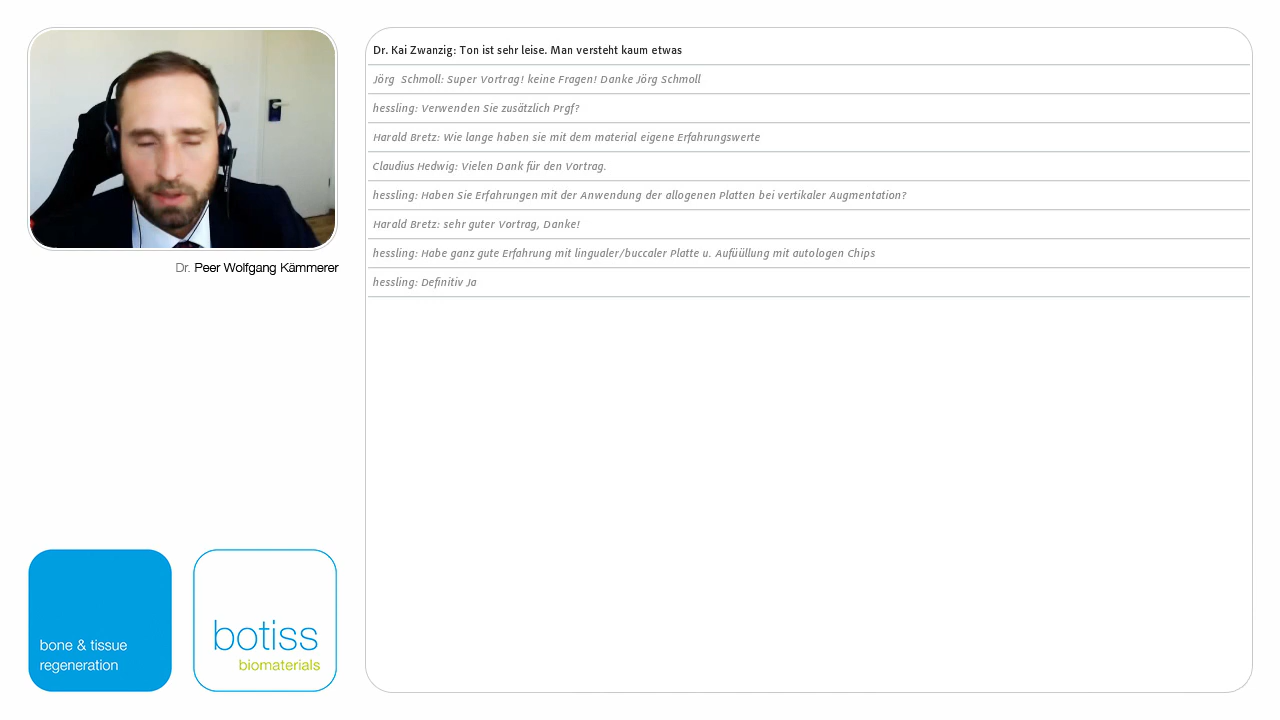 Dr. Kai Zwanzig: Ton ist sehr leise. Man versteht kaum etwas
Jörg  Schmoll: Super Vortrag! keine Fragen! Danke Jörg Schmoll
hessling: Verwenden Sie zusätzlich Prgf?
Harald Bretz: Wie lange haben sie mit dem material eigene Erfahrungswerte
Claudius Hedwig: Vielen Dank für den Vortrag.
hessling: Haben Sie Erfahrungen mit der Anwendung der allogenen Platten bei vertikaler Augmentation?
Harald Bretz: sehr guter Vortrag, Danke!
hessling: Habe ganz gute Erfahrung mit lingualer/buccaler Platte u. Aufüüllung mit autologen Chips
hessling: Definitiv Ja
Dr. Peer Wolfgang Kämmerer
bone & tissue
regeneration
botiss
biomaterials